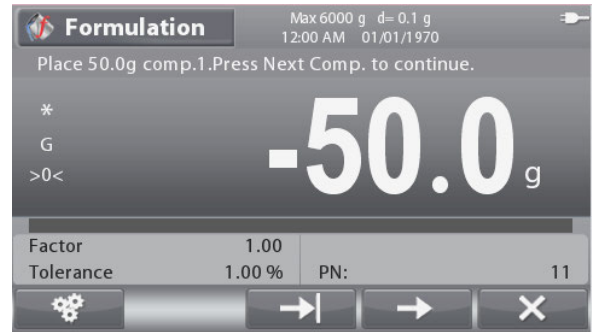 Formulation
Max 6000 g d= 0.1 g
12:00 AM 01/01/1970
Place 50.0g comp.1.Press Next Comp. to continue.
*
G
>0<
-50.0 g
Factor 1.00
Tolerance 1.00 % PN: 11